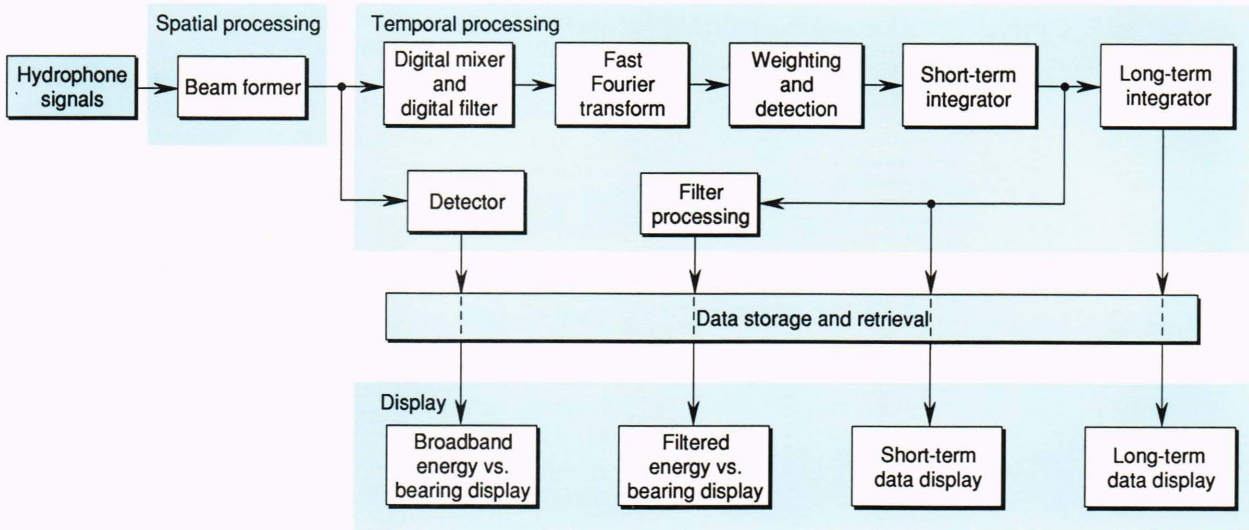 Spatial processing
Temporal processing
Hydrophone
signals
Beam former
Digital mixer
and
digital filter
Fast
Fourier
transform
Weighting
and
detection
Short-term
integrator
Long-term
integrator
Detector
Filter
processing
Data storage and retrieval
Display
Broadband
energy vs.
bearing display
Filtered
energy vs.
bearing display
Short-term
data display
Long-term
data display